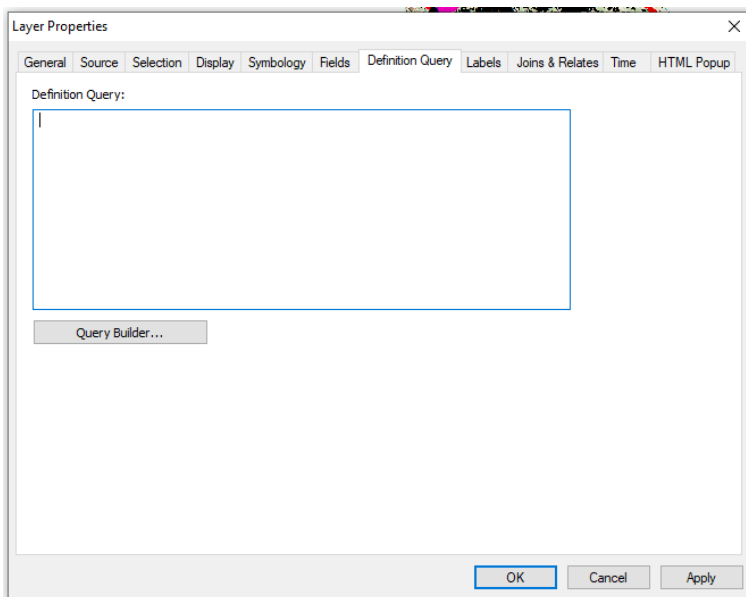 Layer Properties
General Source Selection Display Symbology Fields Definition Query Labels Joins & Relates Time HTML Popup
Definition Query:
Query Builder...
OK Cancel Apply